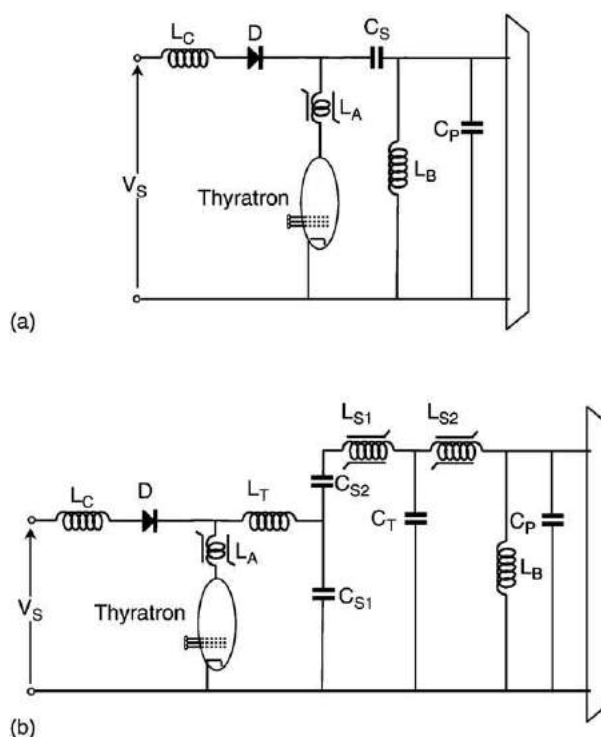 L_C D C_S
L_A
C_P
L_B
Thyratron
V_S
(a)
L_S1 L_S2
C_S2
L_C D L_T
C_T C_P
L_A
L_B
C_S1
V_S Thyratron
(b)